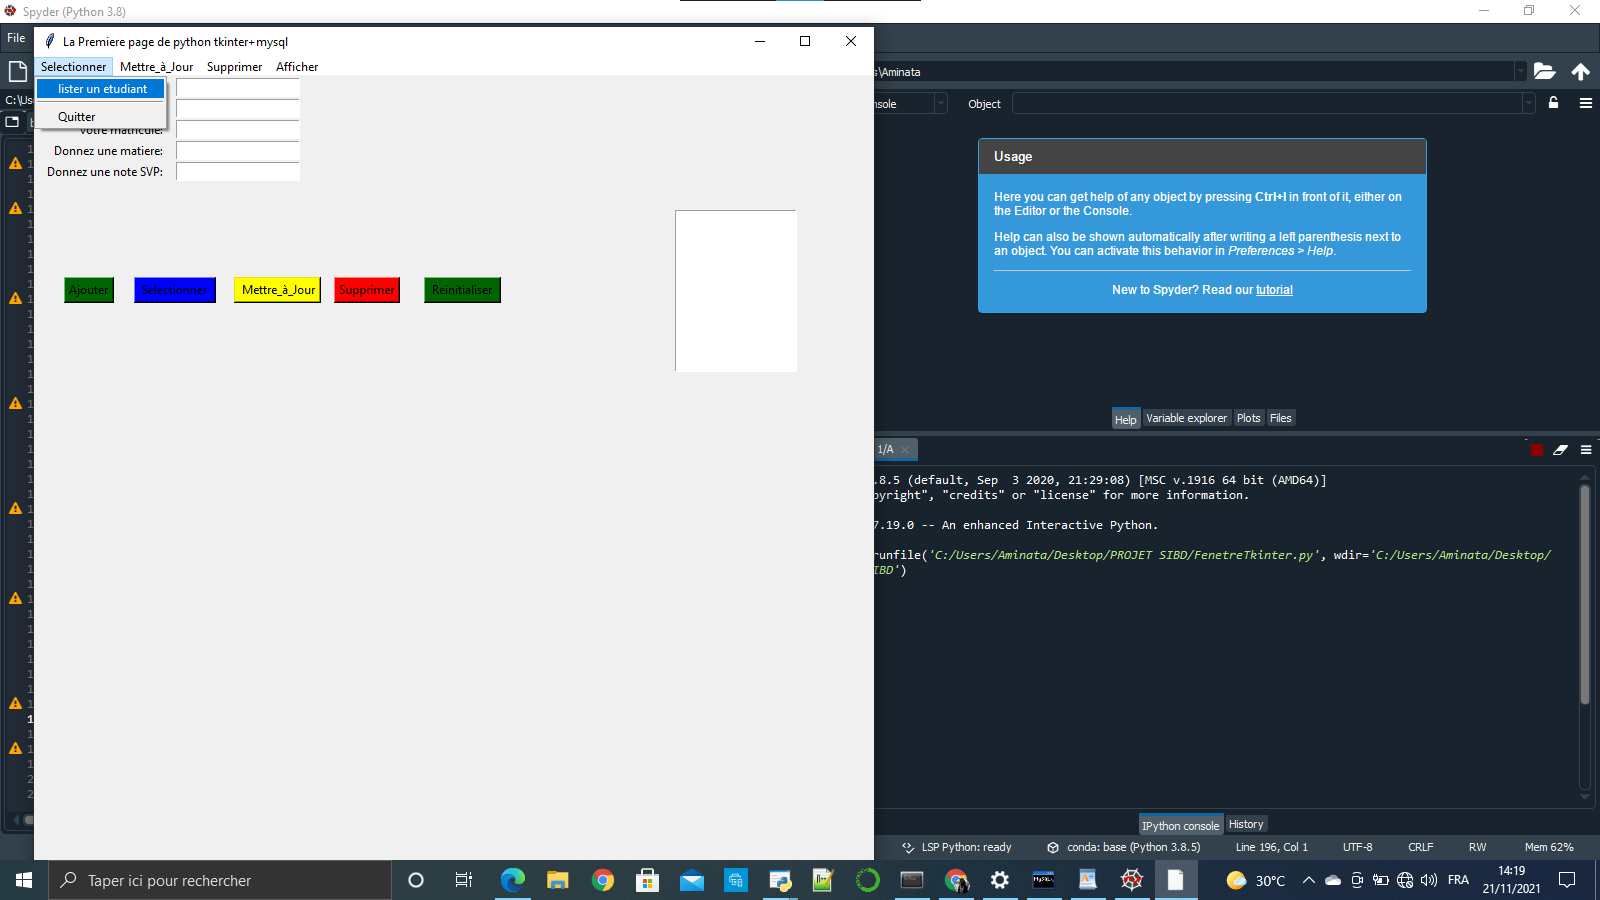 Spyder (Python 3.8)
File
La Premiere page de python tkinter+mysql
Selectionner Mettre_à_Jour Supprimer Afficher
lister un etudiant
Quitter
votre matricule:
Donnez une matiere:
Donnez une note SVP:
Ajouter Selectionner Mettre_à_Jour Supprimer Reinitialiser
s\Aminata
C:\Use
nsole
Object
Usage
Here you can get help of any object by pressing Ctrl+I in front of it, either on
the Editor or the Console.
Help can also be shown automatically after writing a left parenthesis next to
an object. You can activate this behavior in Preferences > Help.
New to Spyder? Read our tutorial
Help Variable explorer Plots Files
1/A
.8.5 (default, Sep 3 2020, 21:29:08) [MSC v.1916 64 bit (AMD64)]
pyright", "credits" or "license" for more information.
7.19.0 -- An enhanced Interactive Python.
runfile('C:/Users/Aminata/Desktop/PROJET SIBD/FenetreTkinter.py', wdir='C:/Users/Aminata/Desktop/
IBD')
IPython console History
LSP Python: ready conda: base (Python 3.8.5) Line 196, Col 1 UTF-8 CRLF RW Mem 62%
Taper ici pour rechercher
30°C
FRA
14:19
21/11/2021